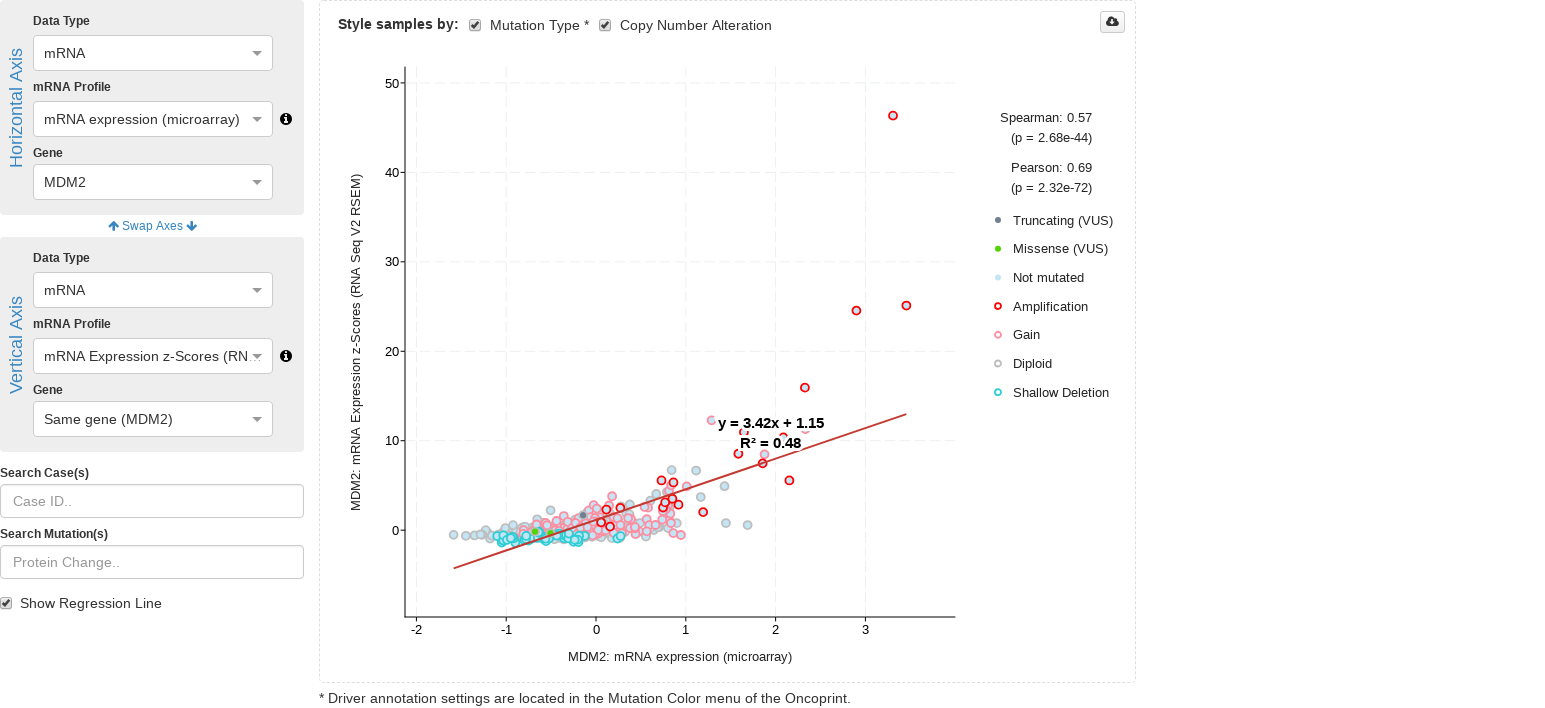 Horizontal Axis
Data Type
mRNA
mRNA Profile
mRNA expression (microarray)
Gene
MDM2
Swap Axes
Vertical Axis
Data Type
mRNA
mRNA Profile
mRNA Expression z-Scores (RN...
Gene
Same gene (MDM2)
Search Case(s)
Case ID..
Search Mutation(s)
Protein Change..
Show Regression Line
Style samples by: Mutation Type * Copy Number Alteration
MDM2: mRNA Expression z-Scores (RNA Seq V2 RSEM)
50
40
30
20
10
0
-2 -1 0 1 2 3
MDM2: mRNA expression (microarray)
y = 3.42x + 1.15
R² = 0.48
Spearman: 0.57
(p = 2.68e-44)
Pearson: 0.69
(p = 2.32e-72)
Truncating (VUS)
Missense (VUS)
Not mutated
Amplification
Gain
Diploid
Shallow Deletion
* Driver annotation settings are located in the Mutation Color menu of the Oncoprint.